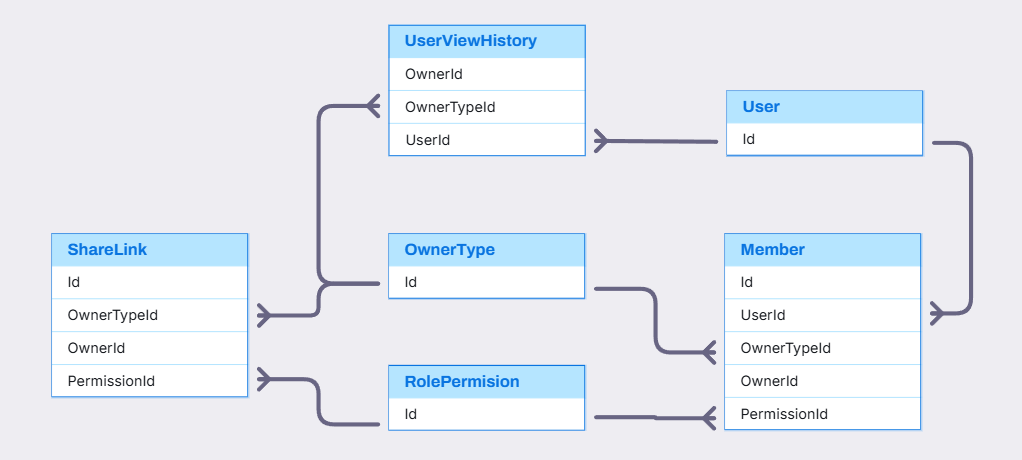 UserViewHistory
OwnerId
OwnerTypeId
UserId
User
Id
ShareLink
Id
OwnerTypeId
OwnerId
PermissionId
OwnerType
Id
RolePermision
Id
Member
Id
UserId
OwnerTypeId
OwnerId
PermissionId